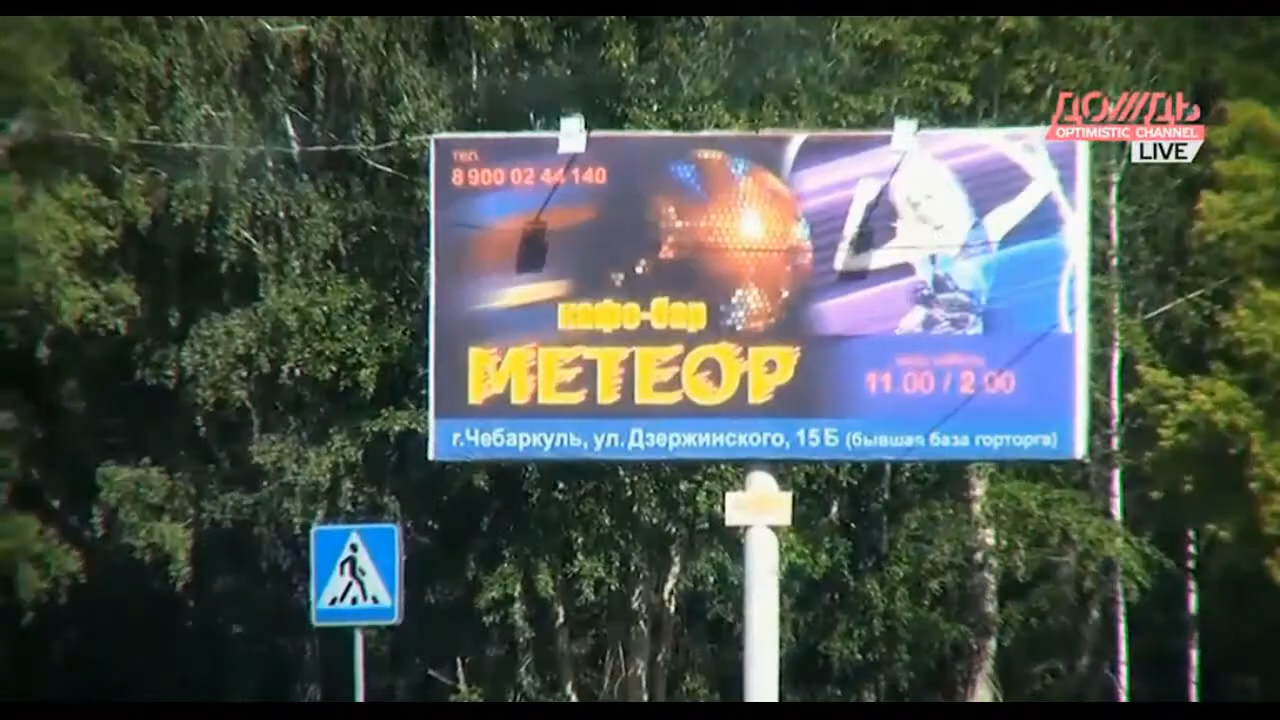 ДОЖДЬ
OPTIMISTIC CHANNEL
LIVE
тел.
8 900 02 44 140
кафе-бар
МЕТЕОР
11 00 / 2 00
г.Чебаркуль, ул.Дзержинского, 15Б (бывшая база горторга)